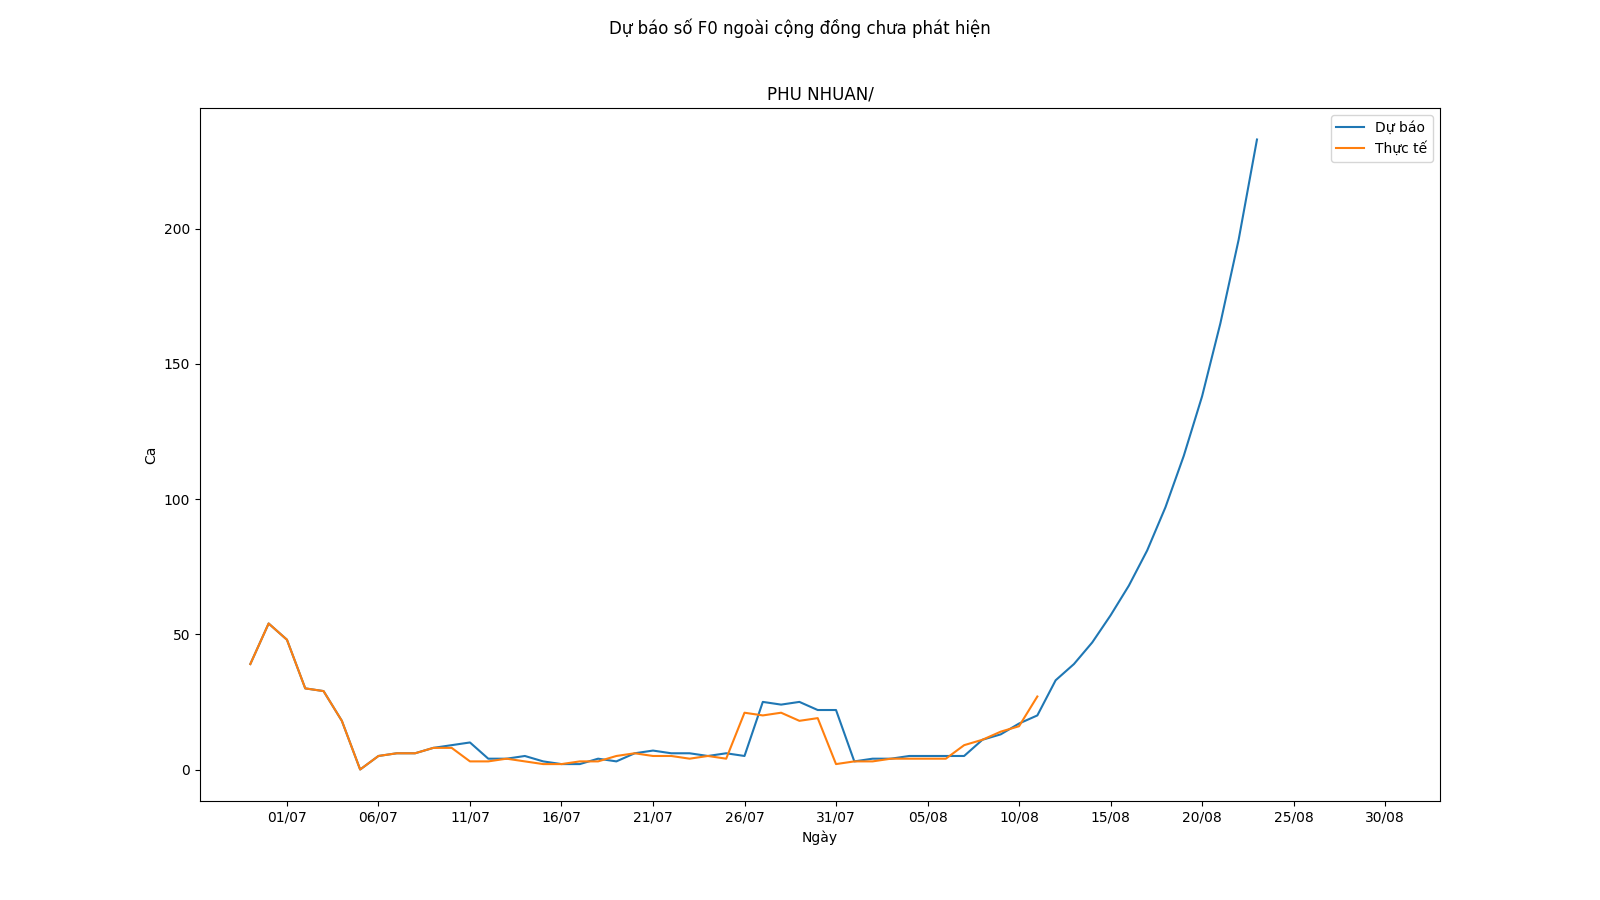 Dự báo số F0 ngoài cộng đồng chưa phát hiện
PHU NHUAN/
Dự báo
Thực tế
200
150
100
50
0
Ca
01/07 06/07 11/07 16/07 21/07 26/07 31/07 05/08 10/08 15/08 20/08 25/08 30/08
Ngày